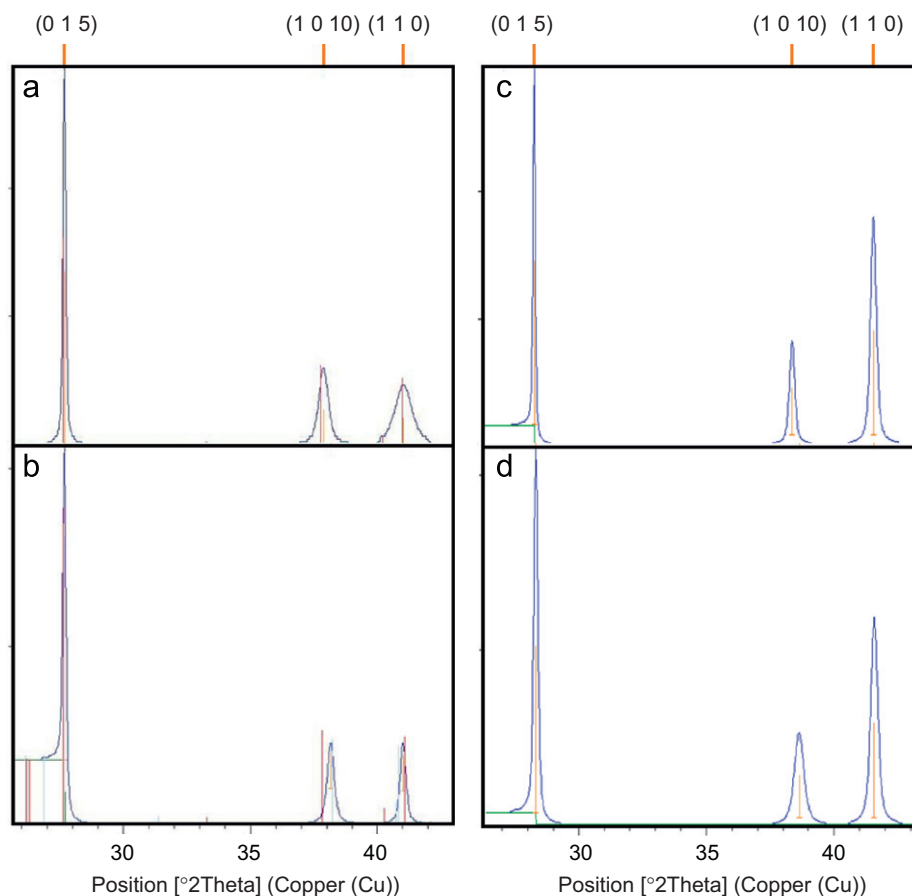 (0 1 5) (1 0 10) (1 1 0) (0 1 5) (1 0 10) (1 1 0)
a c
b d
30 35 40 30 35 40
Position [°2Theta] (Copper (Cu)) Position [°2Theta] (Copper (Cu))